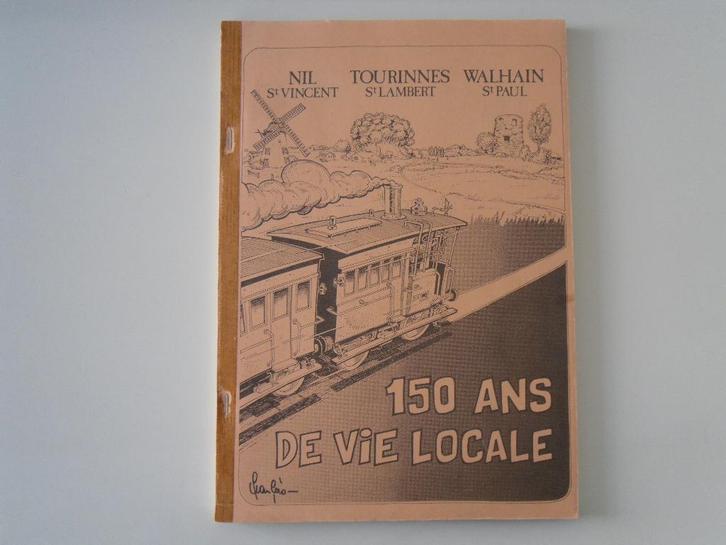 NIL TOURINNES WALHAIN
St VINCENT St LAMBERT St PAUL
150 ANS
DE ViE LOCALE